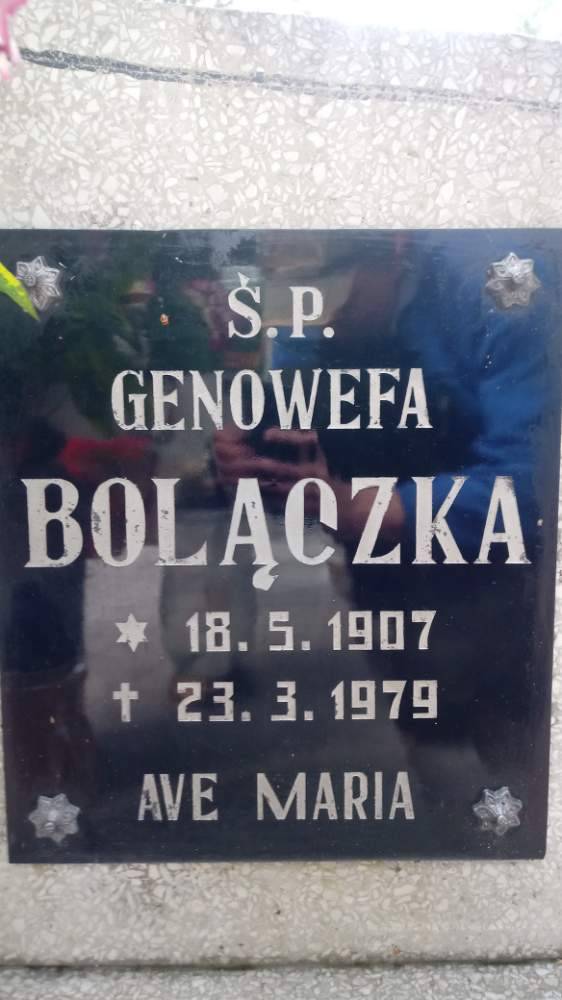 Ś.P.
GENOWEFA
BOLĄCZKA
✶ 18.5.1907
✝ 23.3.1979
AVE MARIA